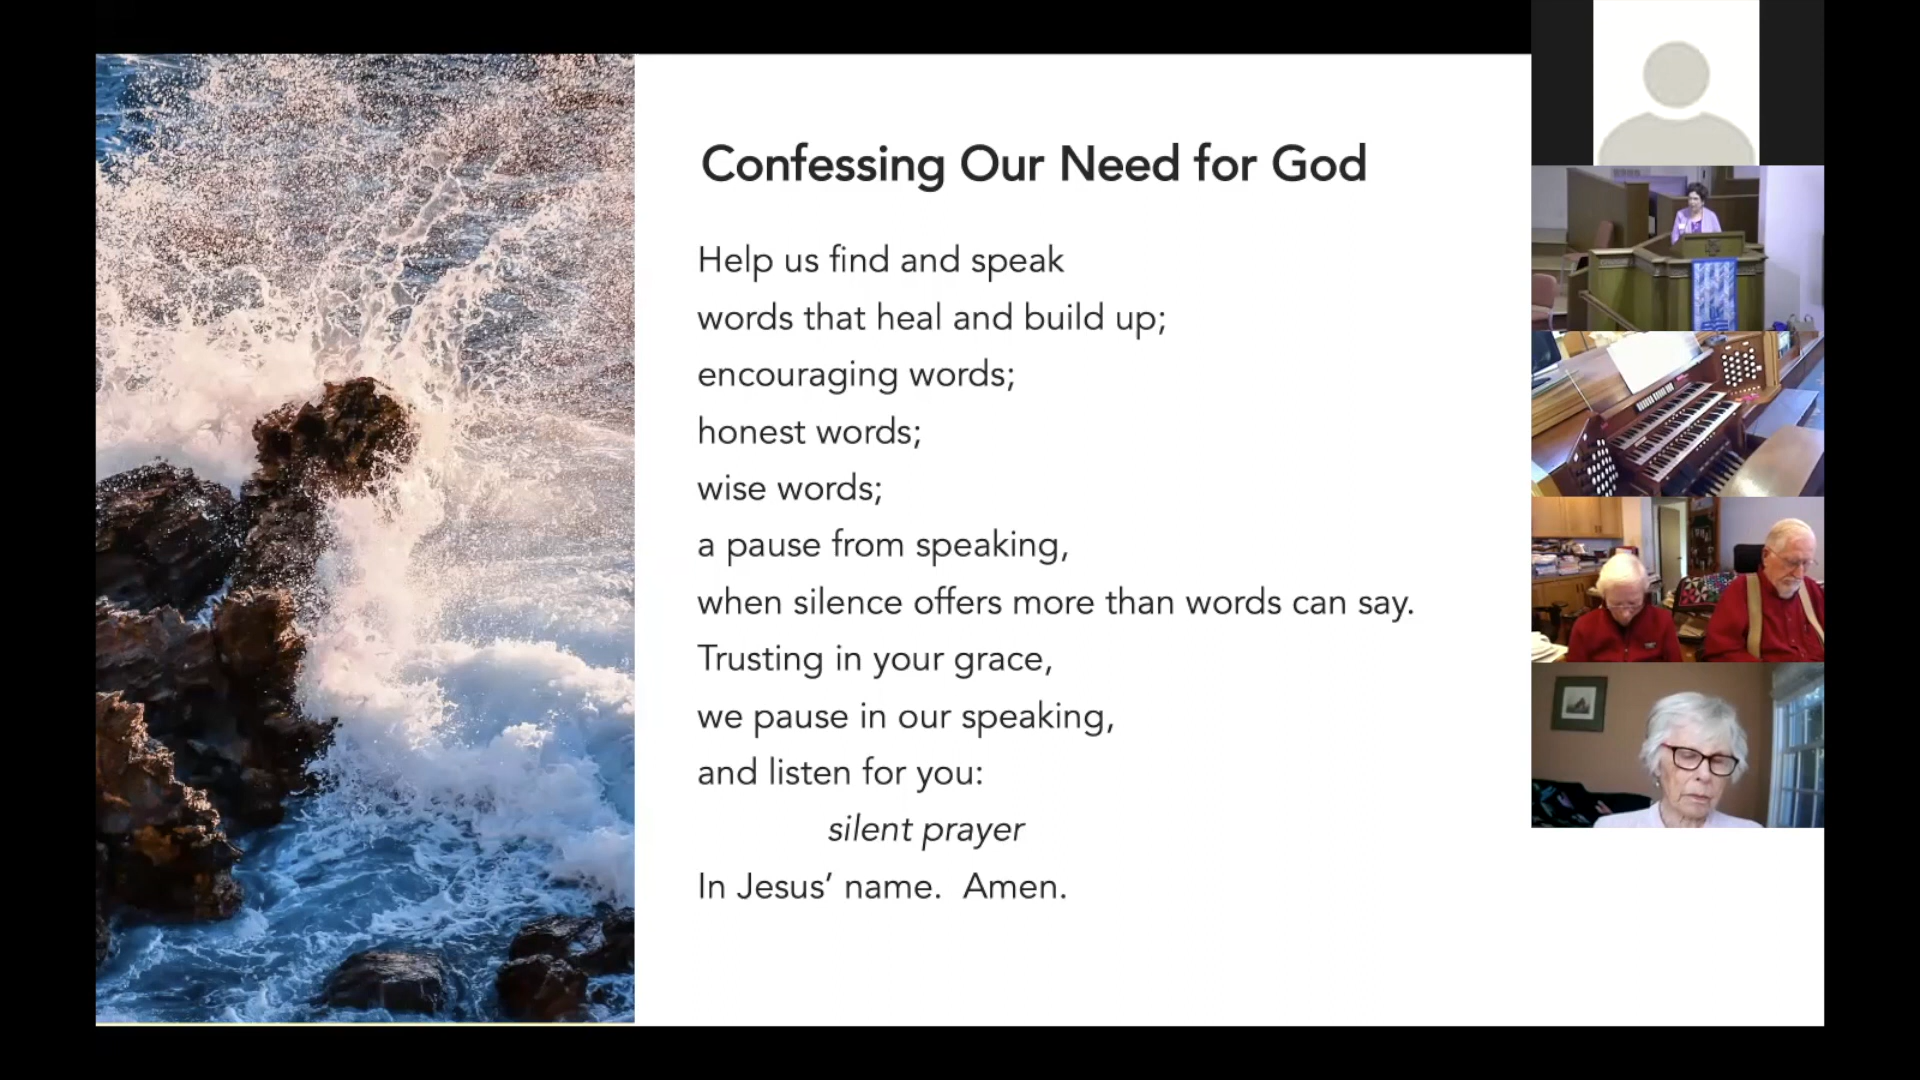 Confessing Our Need for God
Help us find and speak
words that heal and build up;
encouraging words;
honest words;
wise words;
a pause from speaking,
when silence offers more than words can say.
Trusting in your grace,
we pause in our speaking,
and listen for you:
silent prayer
In Jesus’ name.  Amen.